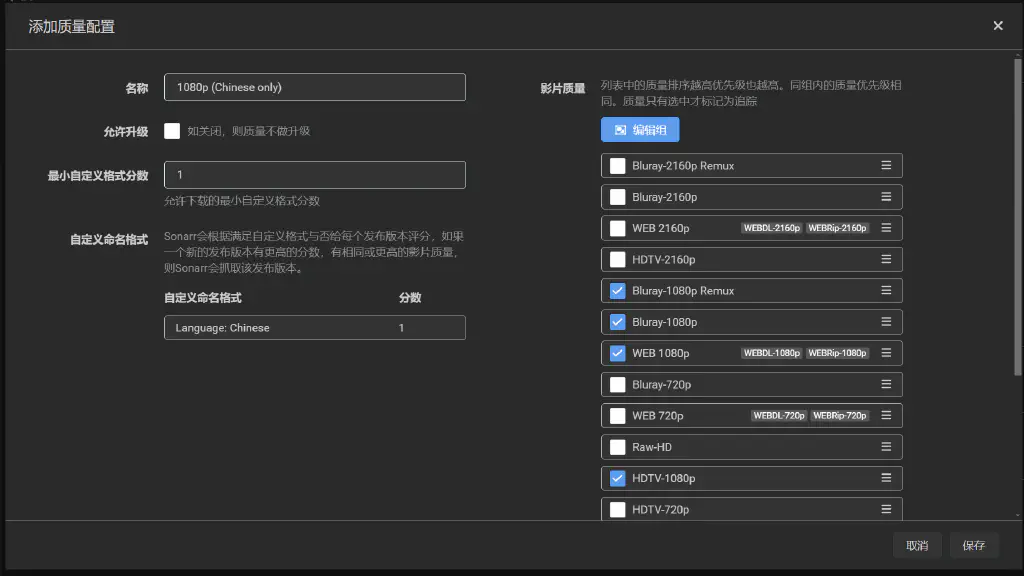 添加质量配置
名称
1080p (Chinese only)
允许升级
如关闭，则质量不做升级
最小自定义格式分数
1
允许下载的最小自定义格式分数
自定义命名格式
Sonarr会根据满足自定义格式与否给每个发布版本评分，如果
一个新的发布版本有更高的分数，有相同或更高的影片质量，
则Sonarr会抓取该发布版本。
自定义命名格式 分数
Language: Chinese 1
影片质量
列表中的质量排序越高优先级也越高。同组内的质量优先级相
同。质量只有选中才标记为追踪
编辑组
Bluray-2160p Remux
Bluray-2160p
WEB 2160p WEBDL-2160p WEBRip-2160p
HDTV-2160p
Bluray-1080p Remux
Bluray-1080p
WEB 1080p WEBDL-1080p WEBRip-1080p
Bluray-720p
WEB 720p WEBDL-720p WEBRip-720p
Raw-HD
HDTV-1080p
HDTV-720p
取消 保存